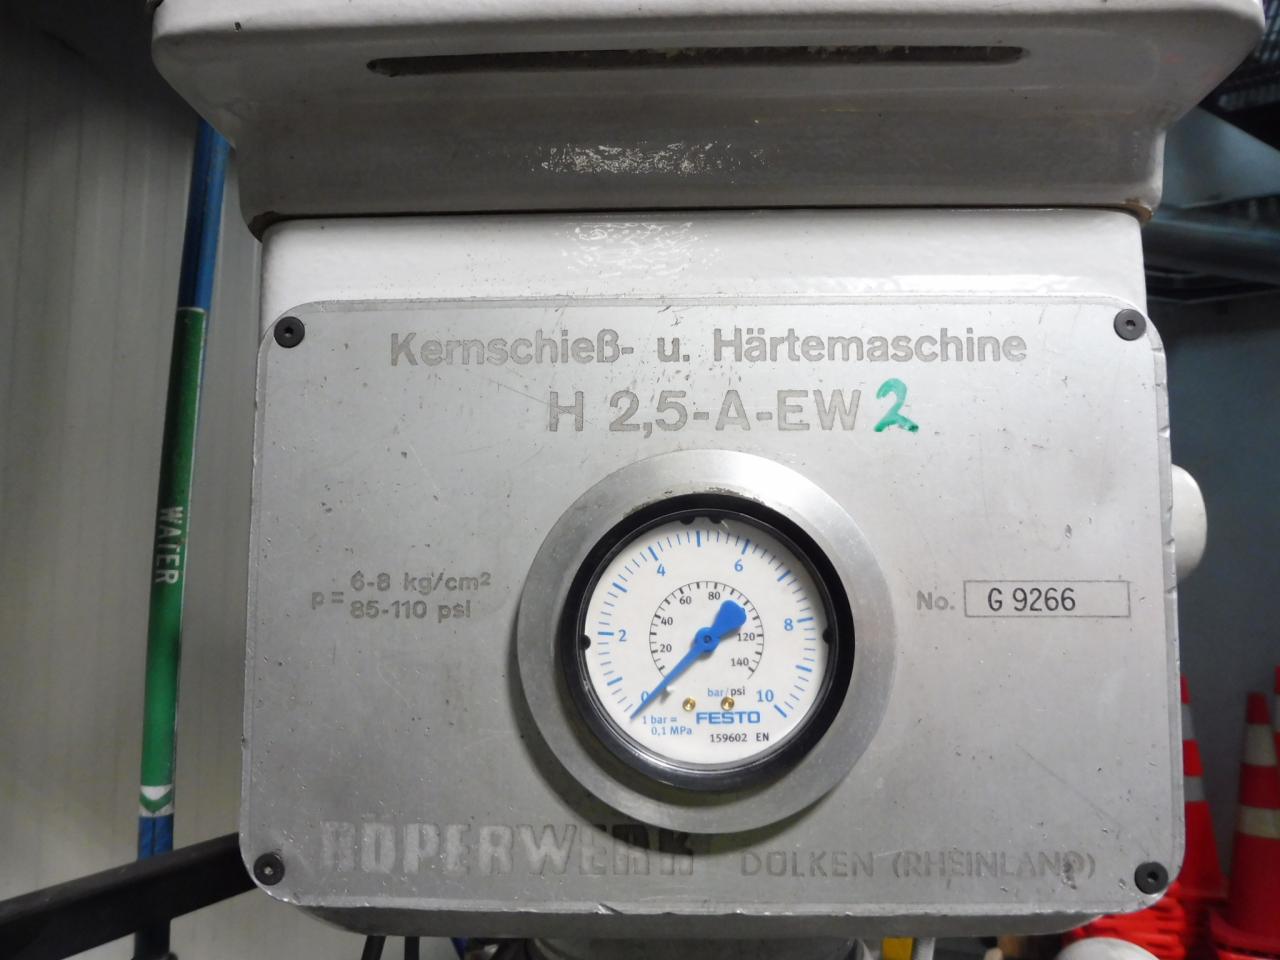 Kernschieß- u. Härtemaschine
H 2,5-A-EW 2
p = 6-8 kg/cm²
85-110 psi
No. G 9266
0 2 4 6 8 10
20 40 60 80 120 140
bar/psi
1 bar =
0,1 MPa
FESTO
159602 EN
RÖPERWERK DÜLKEN (RHEINLAND)
WATER